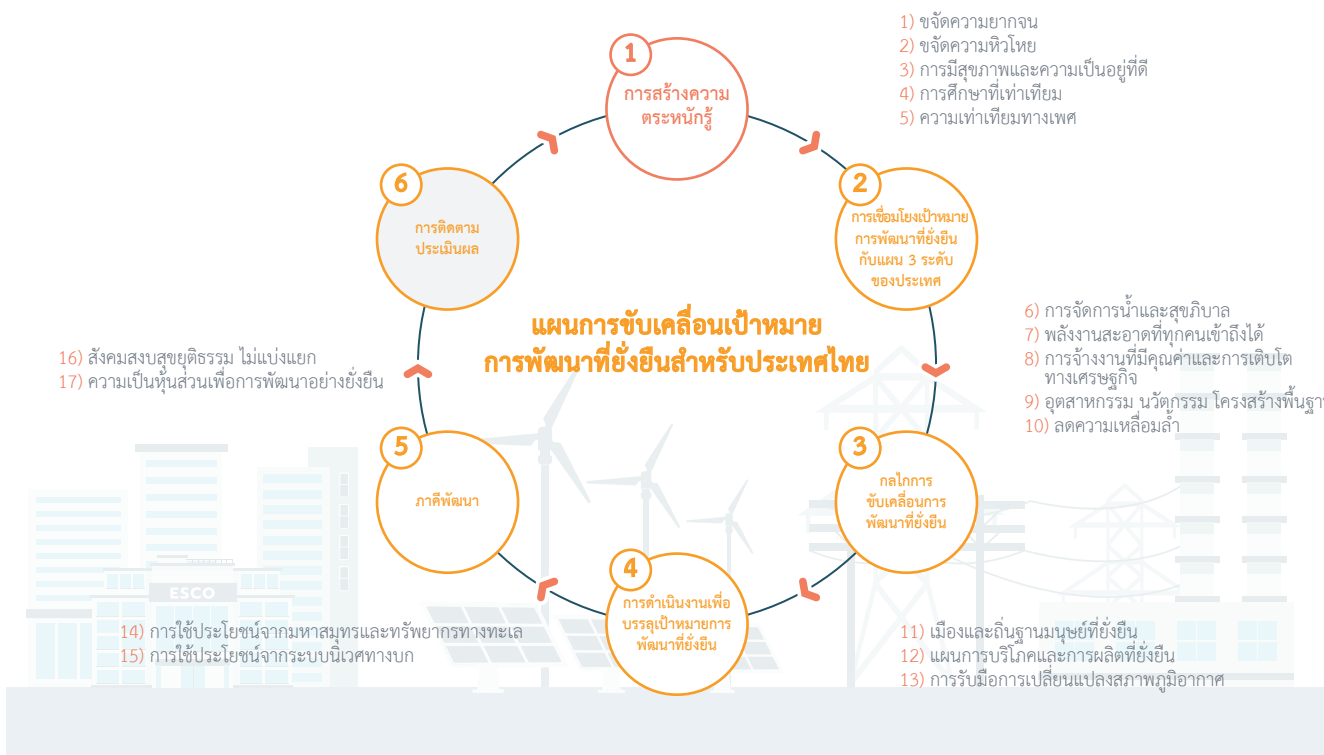 1) ขจัดความยากจน
2) ขจัดความหิวโหย
3) การมีสุขภาพและความเป็นอยู่ที่ดี
4) การศึกษาที่เท่าเทียม
5) ความเท่าเทียมทางเพศ
1
การสร้างความ
ตระหนักรู้
2
การเชื่อมโยงเป้าหมาย
การพัฒนาที่ยั่งยืน
กับแผน 3 ระดับ
ของประเทศ
6
การติดตาม
ประเมินผล
แผนการขับเคลื่อนเป้าหมาย
การพัฒนาที่ยั่งยืนสำหรับประเทศไทย
6) การจัดการน้ำและสุขภิบาล
7) พลังงานสะอาดที่ทุกคนเข้าถึงได้
8) การจ้างงานที่มีคุณค่าและการเติบโต
ทางเศรษฐกิจ
9) อุตสาหกรรม นวัตกรรม โครงสร้างพื้นฐาน
10) ลดความเหลื่อมล้ำ
16) สังคมสงบสุขยุติธรรม ไม่แบ่งแยก
17) ความเป็นหุ้นส่วนเพื่อการพัฒนาอย่างยั่งยืน
5
ภาคีพัฒนา
3
กลไกการ
ขับเคลื่อนการ
พัฒนาที่ยั่งยืน
4
การดำเนินงานเพื่อ
บรรลุเป้าหมายการ
พัฒนาที่ยั่งยืน
ESCO
14) การใช้ประโยชน์จากมหาสมุทรและทรัพยากรทางทะเล
15) การใช้ประโยชน์จากระบบนิเวศทางบก
11) เมืองและถิ่นฐานมนุษย์ที่ยั่งยืน
12) แผนการบริโภคและการผลิตที่ยั่งยืน
13) การรับมือการเปลี่ยนแปลงสภาพภูมิอากาศ